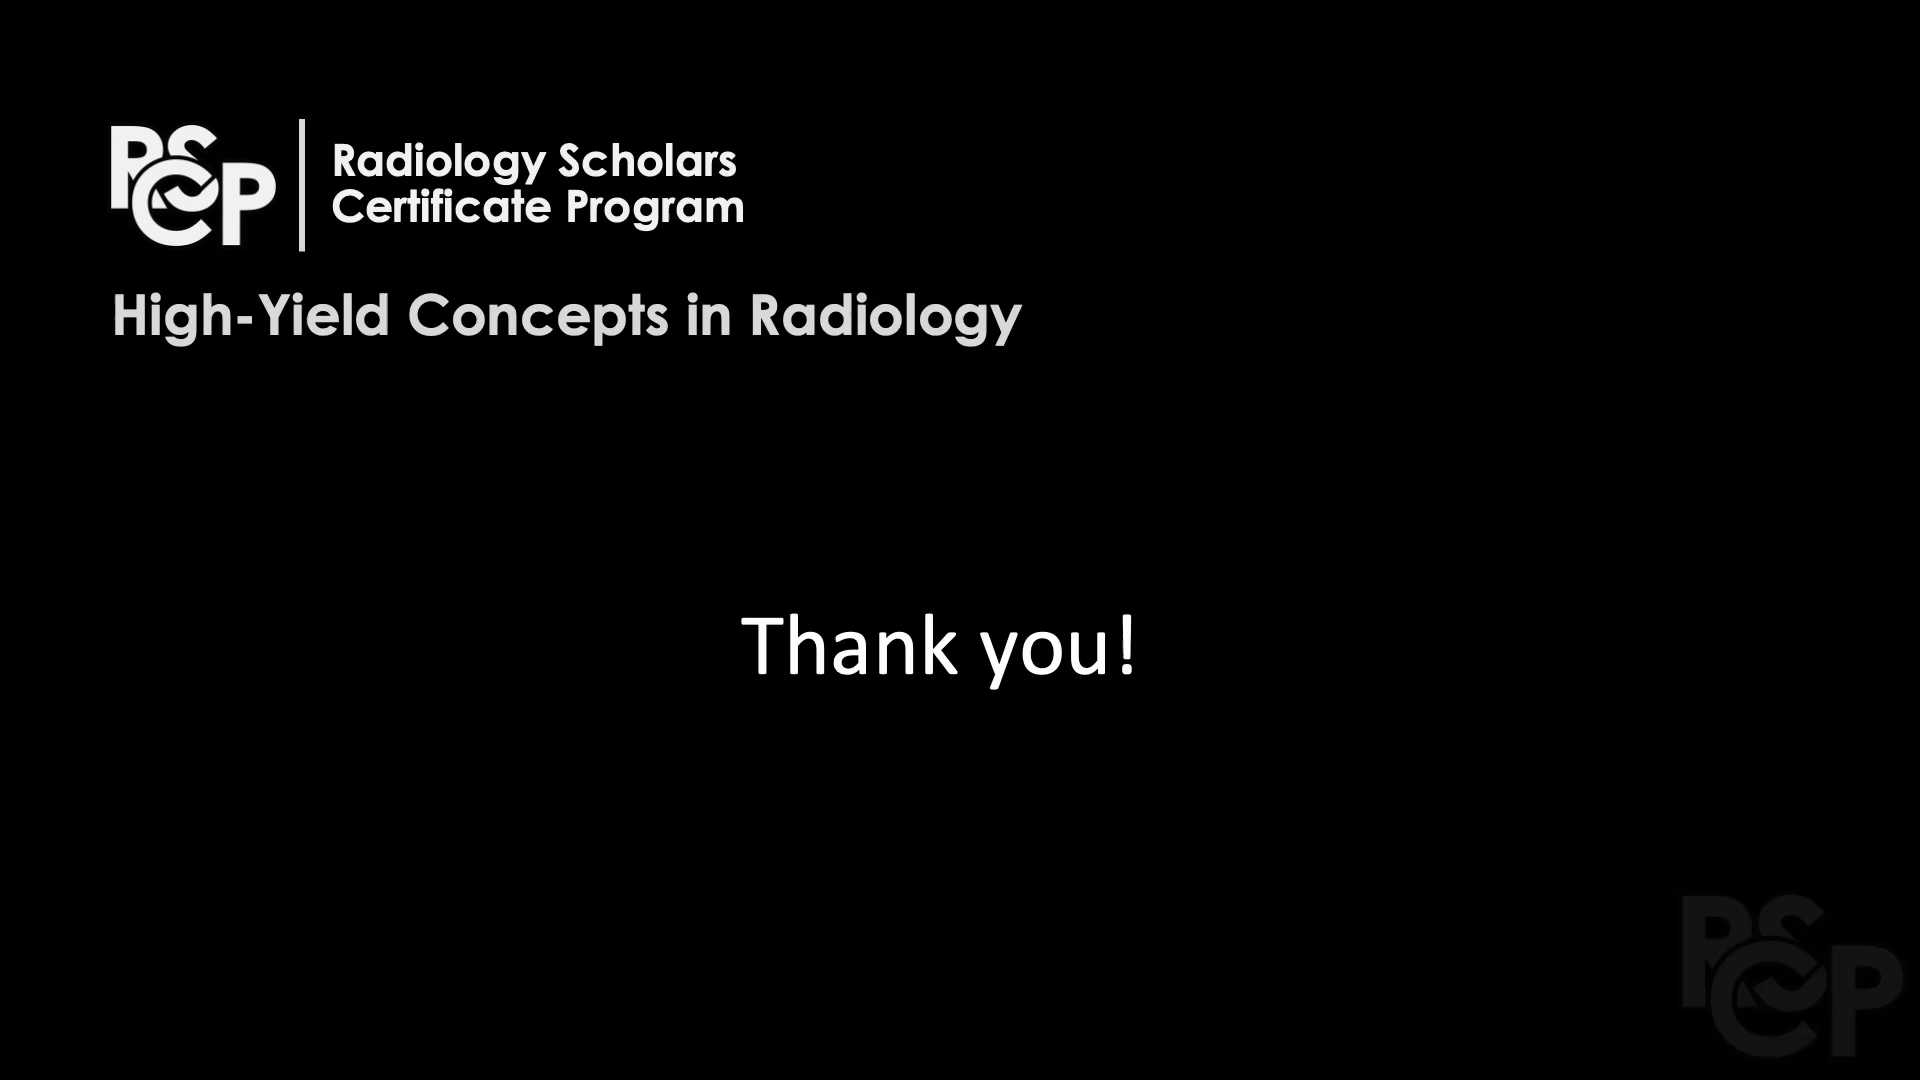 RSCP
Radiology Scholars
Certificate Program
High-Yield Concepts in Radiology
Thank you!
RSCP